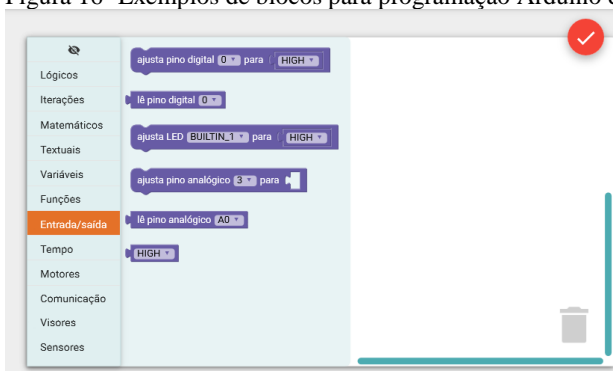 Figura 16- Exemplos de blocos para programação Arduino
Lógicos
Iterações
Matemáticos
Textuais
Variáveis
Funções
Entrada/saída
Tempo
Motores
Comunicação
Visores
Sensores
ajusta pino digital 0 para HIGH
lê pino digital 0
ajusta LED BUILTIN_1 para HIGH
ajusta pino analógico 3 para
lê pino analógico A0
HIGH